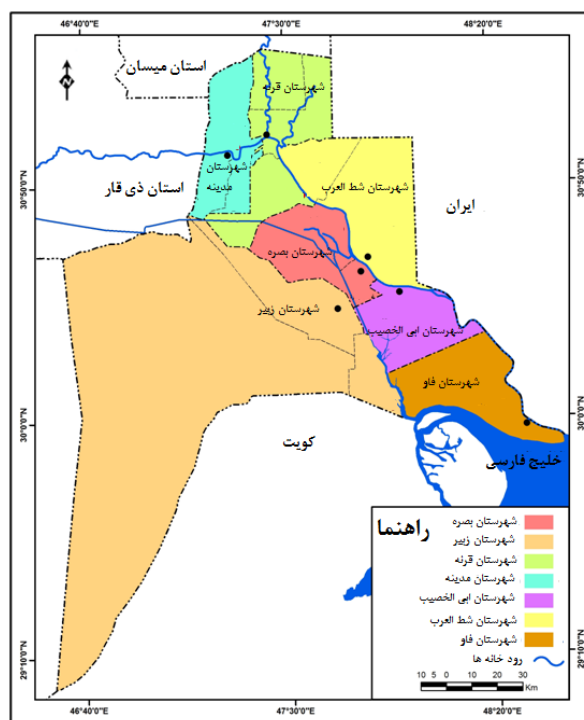 46°40'0"E
47°30'0"E
48°20'0"E
N
استان میسان
شهرستان قرنه
30°50'0"N
30°50'0"N
استان ذی قار
شهرستان
مدینه
شهرستان شط العرب
ایران
شهرستان بصره
شهرستان زبیر
شهرستان ابی الخصیب
شهرستان فاو
30°0'0"N
30°0'0"N
کویت
خلیج فارسی
راهنما
شهرستان بصره
شهرستان زبیر
شهرستان قرنه
شهرستان مدینه
شهرستان ابی الخصیب
شهرستان شط العرب
شهرستان فاو
رود خانه ها
29°10'0"N
29°10'0"N
10 5 0 10 20 30
Km
46°40'0"E
47°30'0"E
48°20'0"E